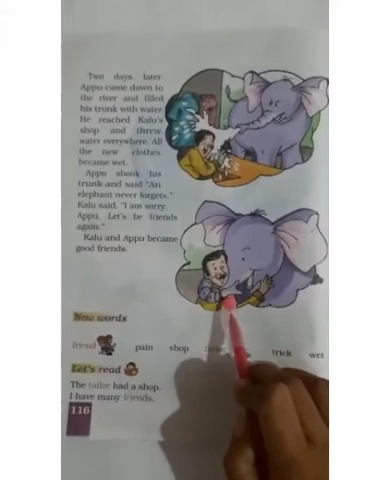 Two days later
Appu came down to
the river and filled
his trunk with water.
He reached Kalu's
shop and threw
water everywhere. All
the new clothes
became wet.
Appu shook his
trunk and said "An
elephant never forgets."
Kalu said, "I am sorry,
Appu. Let's be friends
again."
Kalu and Appu became
good friends.
New words
friend pain shop trick wet
Let's read
The tailor had a shop.
I have many friends.
116